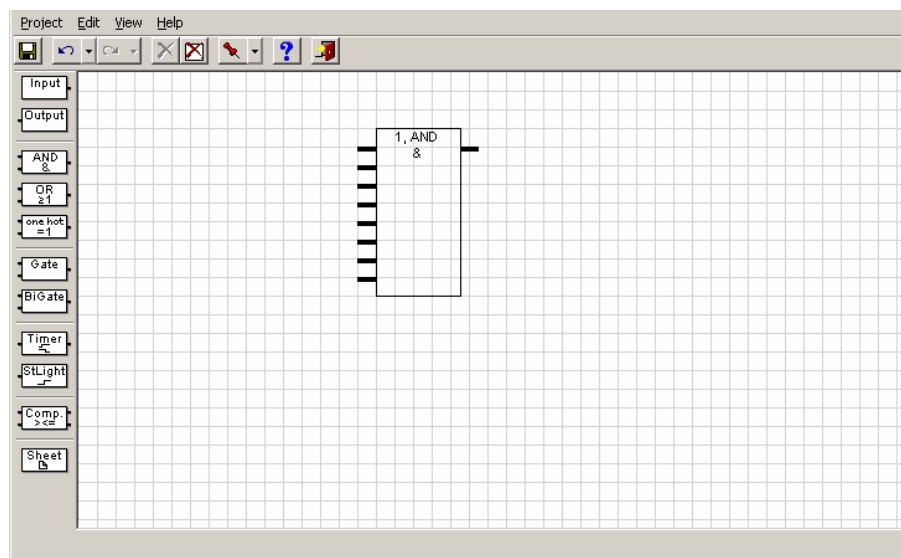 Project Edit View Help
?
Input
Output
AND
&
OR
≥1
one hot
=1
Gate
BiGate
Timer
StLight
Comp.
><=
Sheet
1, AND
&